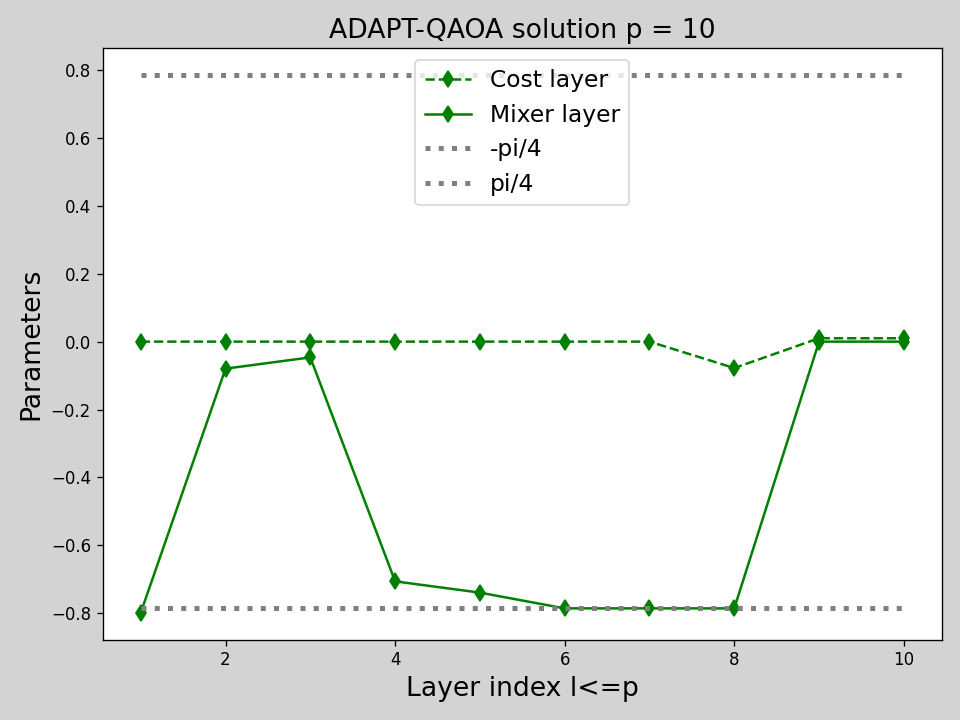 ADAPT-QAOA solution p = 10
Cost layer
Mixer layer
-pi/4
pi/4
Parameters
0.8
0.6
0.4
0.2
0.0
−0.2
−0.4
−0.6
−0.8
2 4 6 8 10
Layer index l<=p